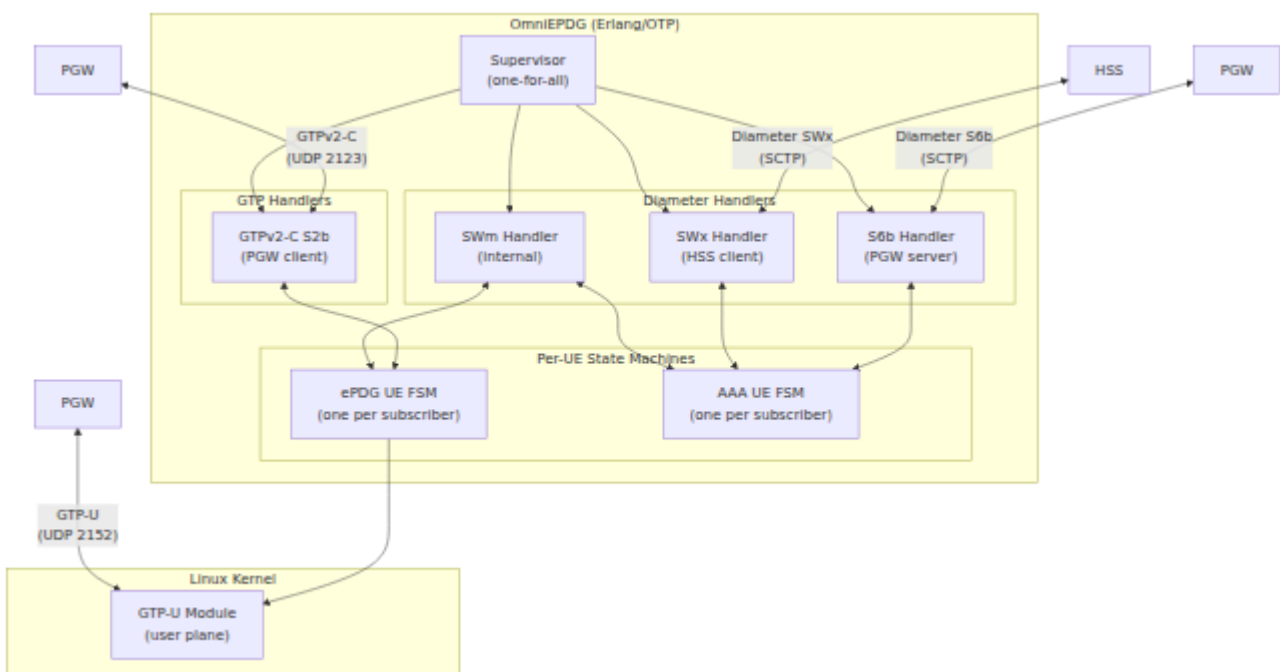 OmniEPDG (Erlang/OTP)
Supervisor
(one-for-all)
PGW
HSS
PGW
GTPv2-C
(UDP 2123)
Diameter SWx
(SCTP)
Diameter S6b
(SCTP)
GTP Handlers
Diameter Handlers
GTPv2-C S2b
(PGW client)
SWm Handler
(internal)
SWx Handler
(HSS client)
S6b Handler
(PGW server)
Per-UE State Machines
ePDG UE FSM
(one per subscriber)
AAA UE FSM
(one per subscriber)
PGW
GTP-U
(UDP 2152)
Linux Kernel
GTP-U Module
(user plane)